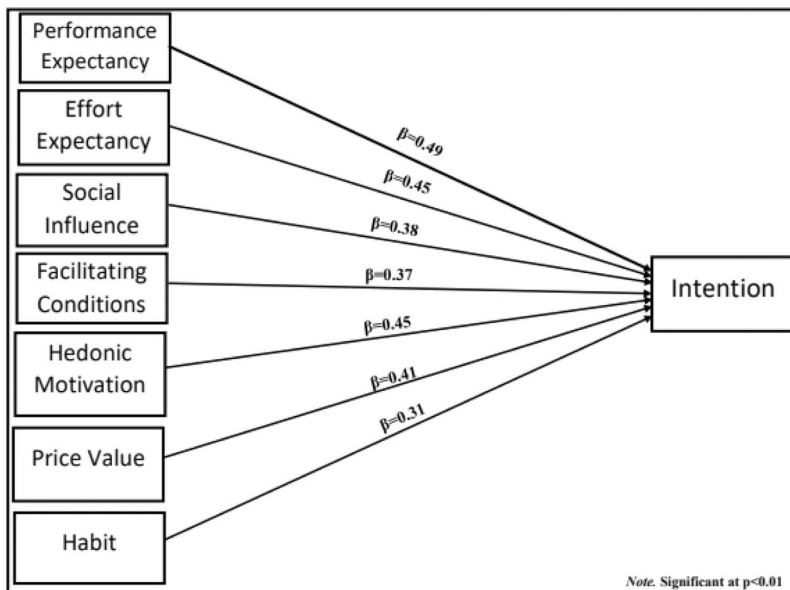 Performance
Expectancy
Effort
Expectancy
Social
Influence
Facilitating
Conditions
Hedonic
Motivation
Price Value
Habit
β=0.49
β=0.45
β=0.38
β=0.37
β=0.45
β=0.41
β=0.31
Intention
Note. Significant at p<0.01